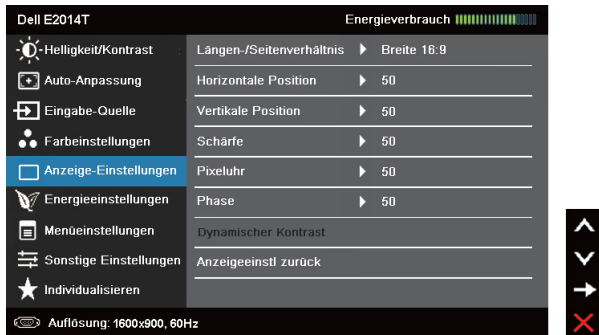 Dell E2014T Energieverbrauch
Helligkeit/Kontrast Längen-/Seitenverhältnis Breite 16:9
Auto-Anpassung Horizontale Position 50
Eingabe-Quelle Vertikale Position 50
Farbeinstellungen Schärfe 50
Anzeige-Einstellungen Pixeluhr 50
Energieeinstellungen Phase 50
Menüeinstellungen Dynamischer Kontrast
Sonstige Einstellungen Anzeigeeinstl zurück
Individualisieren
Auflösung: 1600x900, 60Hz